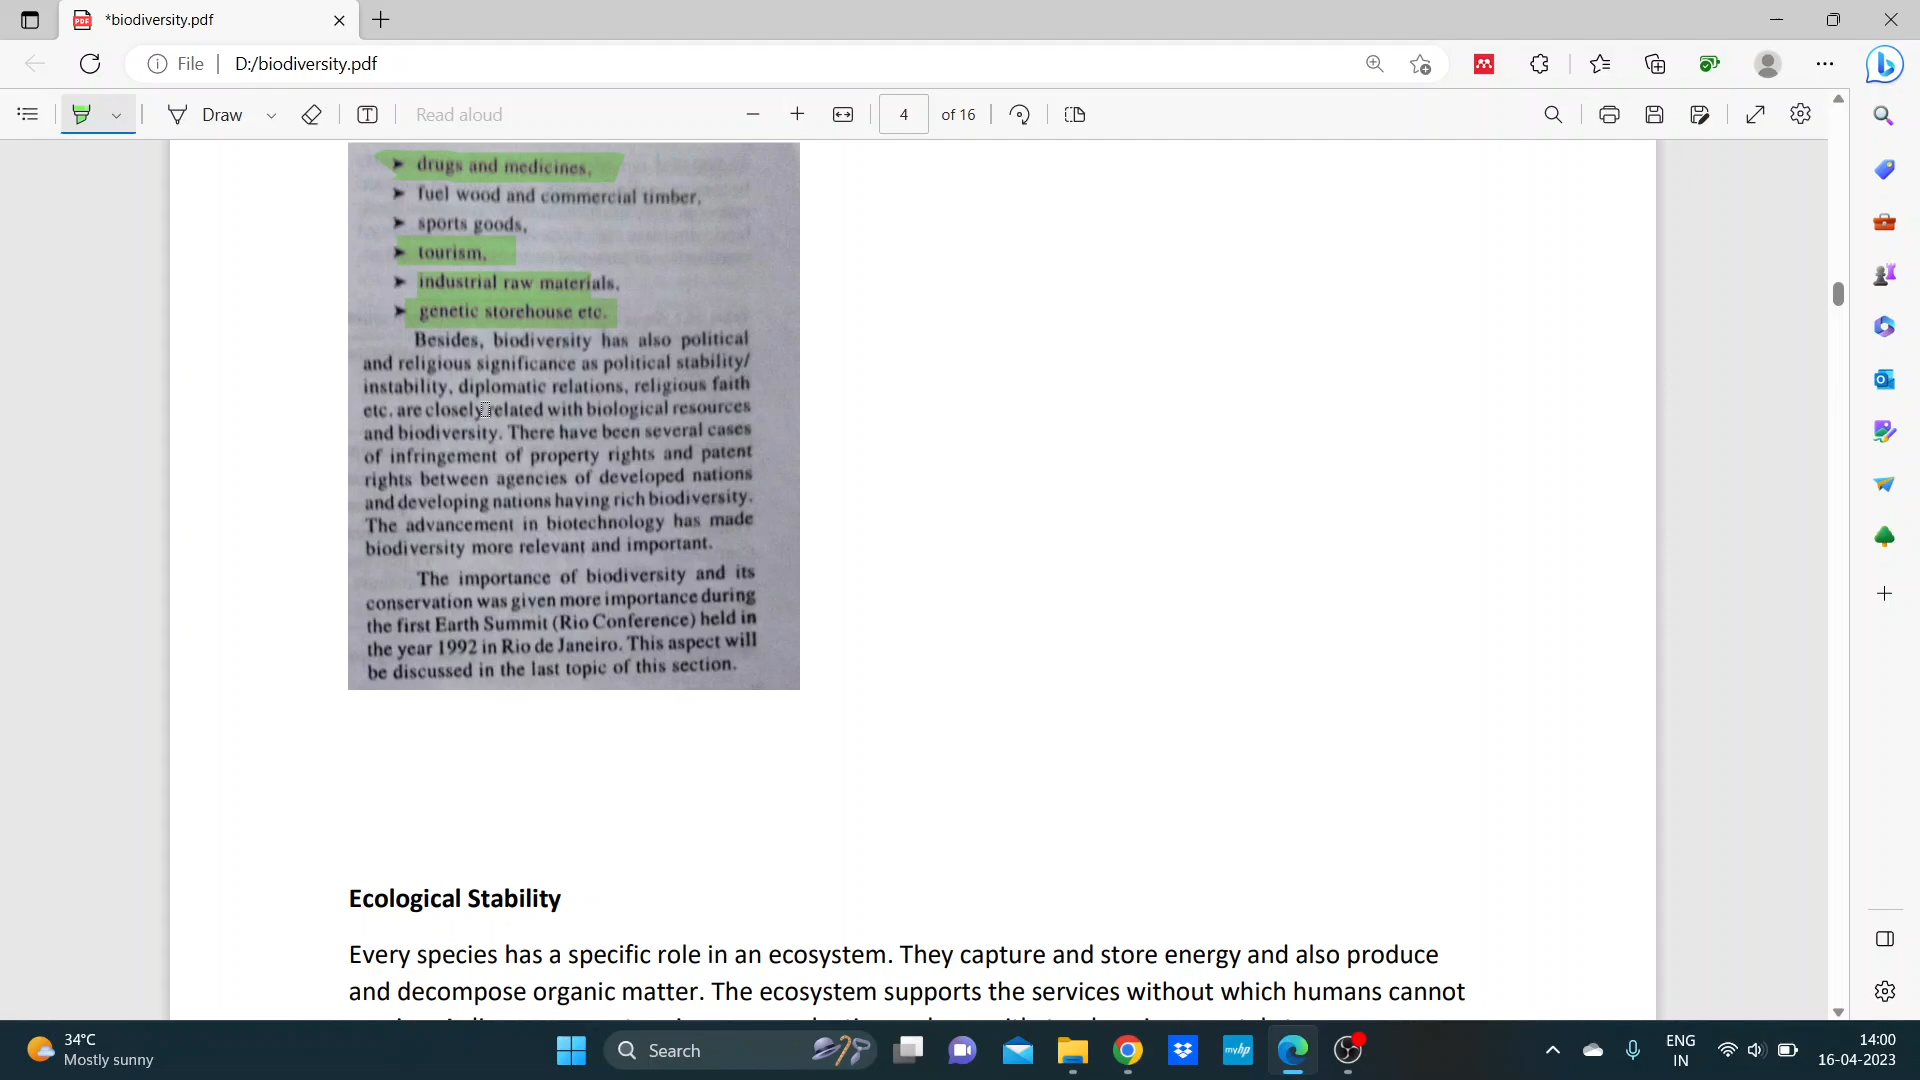 *biodiversity.pdf
File
D:/biodiversity.pdf
Draw
Read aloud
4
of 16
➤ drugs and medicines,
➤ fuel wood and commercial timber,
➤ sports goods,
➤ tourism,
➤ industrial raw materials,
➤ genetic storehouse etc.
Besides, biodiversity has also political
and religious significance as political stability/
instability, diplomatic relations, religious faith
etc. are closely related with biological resources
and biodiversity. There have been several cases
of infringement of property rights and patent
rights between agencies of developed nations
and developing nations having rich biodiversity.
The advancement in biotechnology has made
biodiversity more relevant and important.
The importance of biodiversity and its
conservation was given more importance during
the first Earth Summit (Rio Conference) held in
the year 1992 in Rio de Janeiro. This aspect will
be discussed in the last topic of this section.
Ecological Stability
Every species has a specific role in an ecosystem. They capture and store energy and also produce
and decompose organic matter. The ecosystem supports the services without which humans cannot
34°C
Mostly sunny
Search
myhp
ENG
IN
14:00
16-04-2023